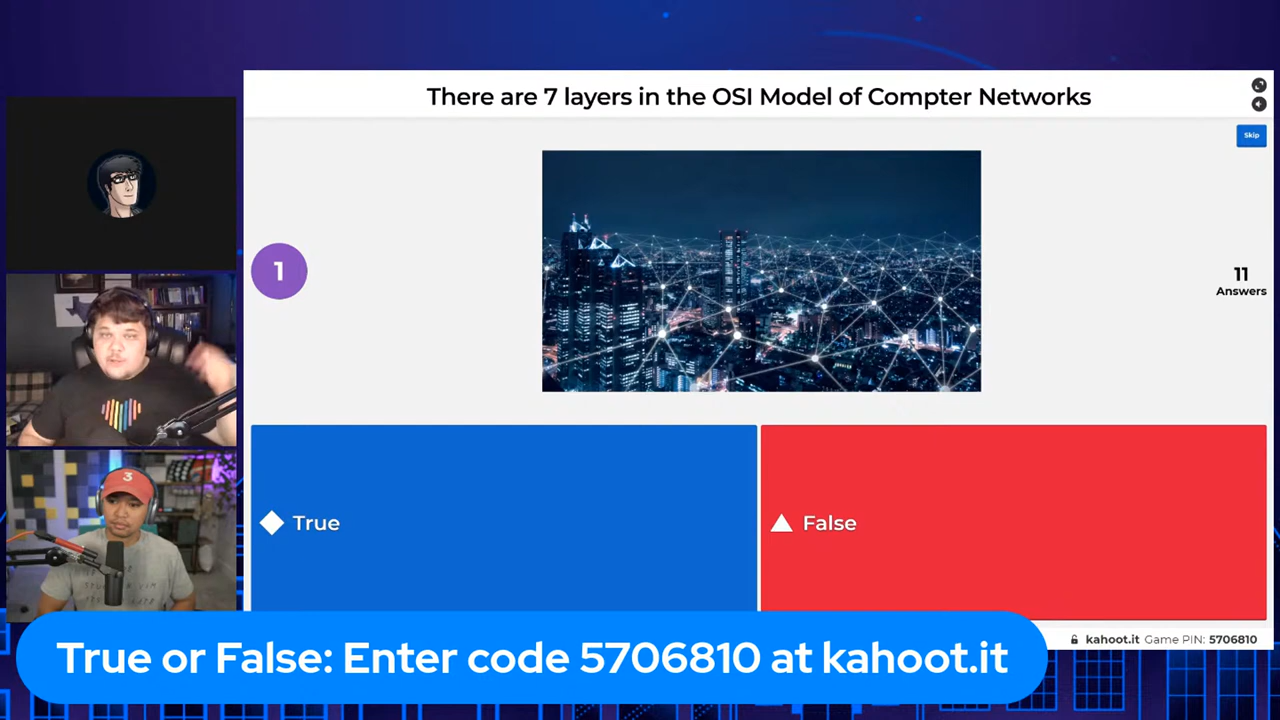 There are 7 layers in the OSI Model of Compter Networks
Skip
1
11
Answers
3
True
False
kahoot.it Game PIN: 5706810
True or False: Enter code 5706810 at kahoot.it